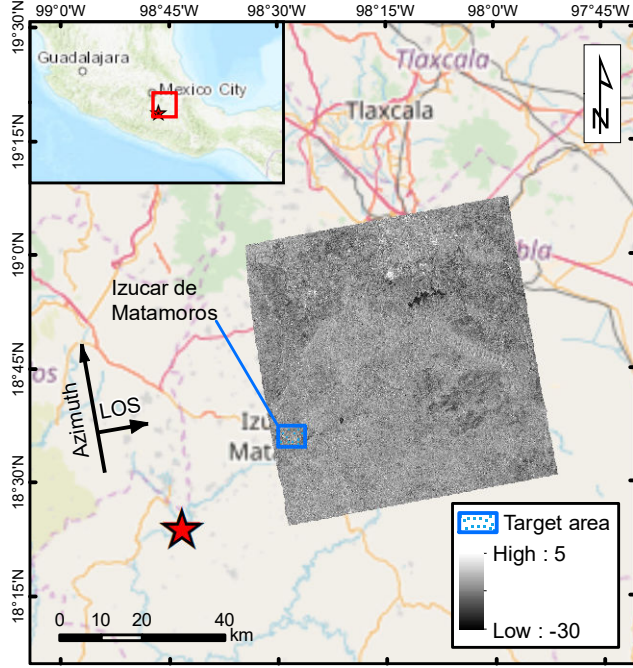 99°0'W 98°45'W 98°30'W 98°15'W 98°0'W 97°45'W
19°30'N
19°15'N
19°0'N
18°45'N
18°30'N
18°15'N
Guadalajara
Mexico City
Tlaxcala
Tlaxcala
N
bla
Izucar de
Matamoros
os
Azimuth
LOS
Izu
Mata
Target area
High : 5
Low : -30
0 10 20 40
km